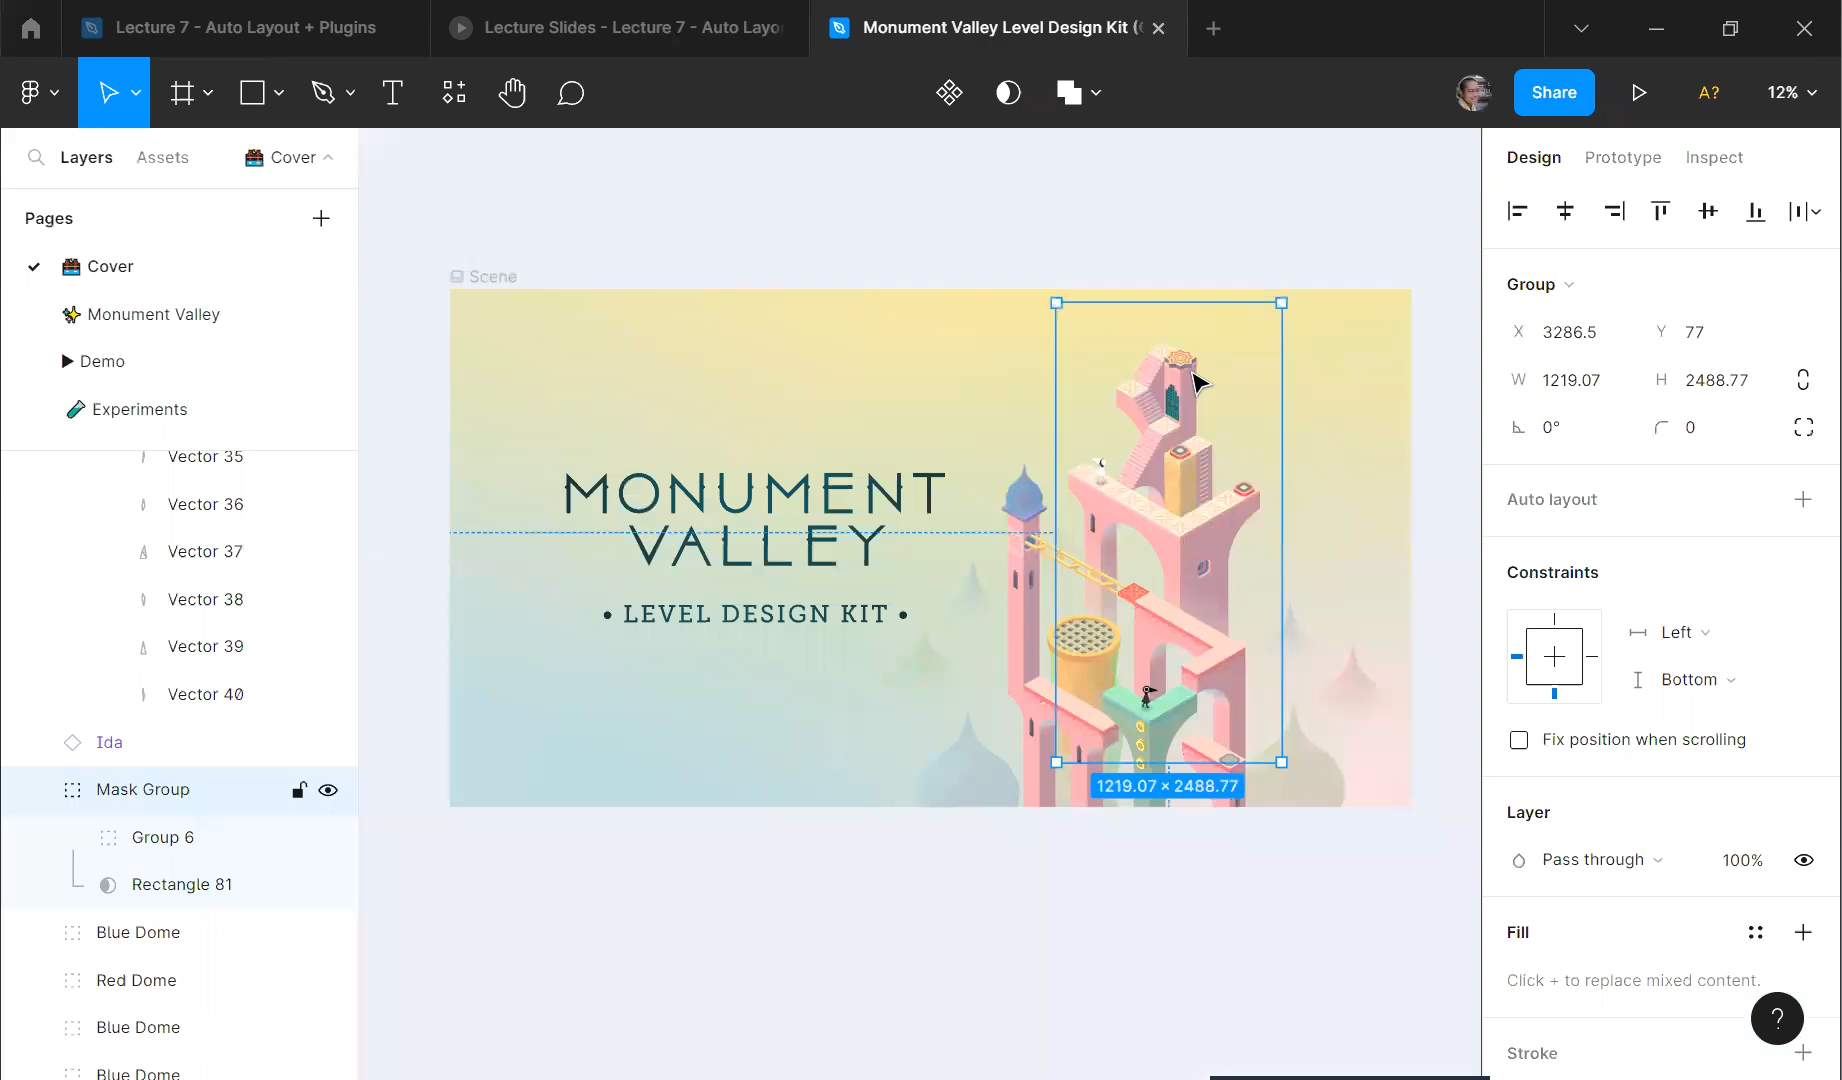 Lecture 7 - Auto Layout + Plugins
Lecture Slides - Lecture 7 - Auto Layo
Monument Valley Level Design Kit (
Share
A?
12%
Layers
Assets
Cover
Pages
Cover
Monument Valley
Demo
Experiments
Vector 35
Vector 36
Vector 37
Vector 38
Vector 39
Vector 40
Ida
Mask Group
Group 6
Rectangle 81
Blue Dome
Red Dome
Blue Dome
Blue Dome
Scene
MONUMENT
VALLEY
• LEVEL DESIGN KIT •
1219.07 × 2488.77
Design
Prototype
Inspect
Group
X 3286.5 Y 77
W 1219.07 H 2488.77
0° 0
Auto layout
Constraints
Left
Bottom
Fix position when scrolling
Layer
Pass through 100%
Fill
Click + to replace mixed content.
?
Stroke